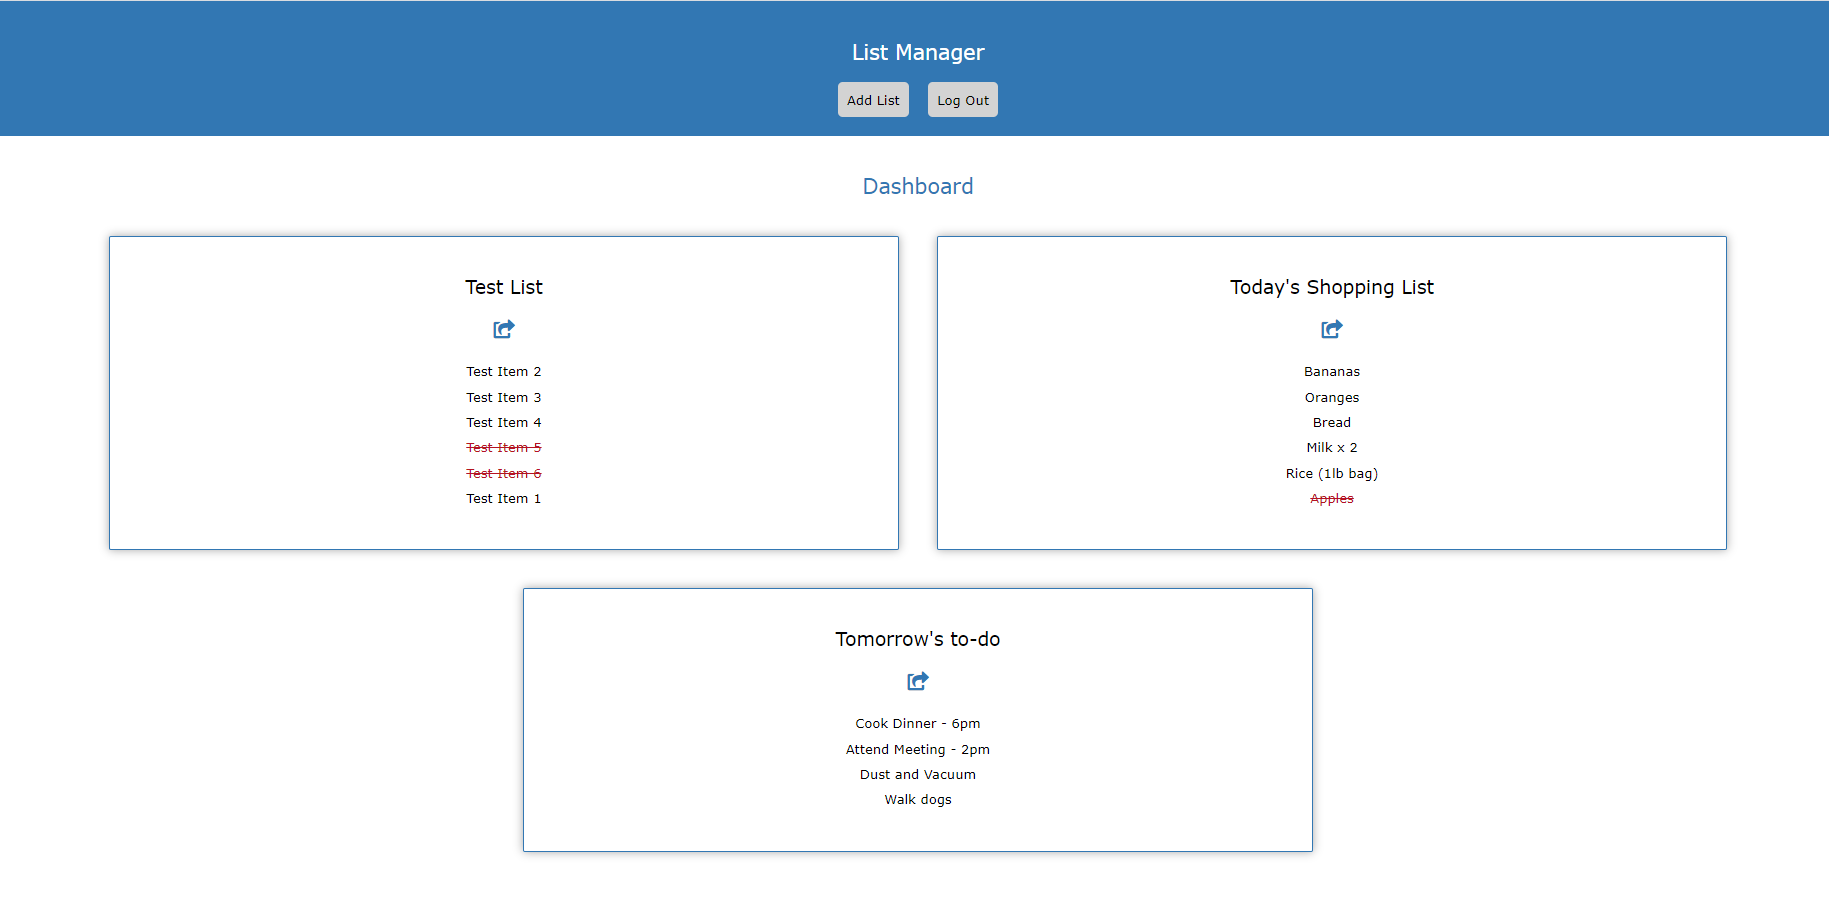 List Manager
Add List
Log Out
Dashboard
Test List
Test Item 2
Test Item 3
Test Item 4
Test Item 5
Test Item 6
Test Item 1
Today's Shopping List
Bananas
Oranges
Bread
Milk x 2
Rice (1lb bag)
Apples
Tomorrow's to-do
Cook Dinner - 6pm
Attend Meeting - 2pm
Dust and Vacuum
Walk dogs